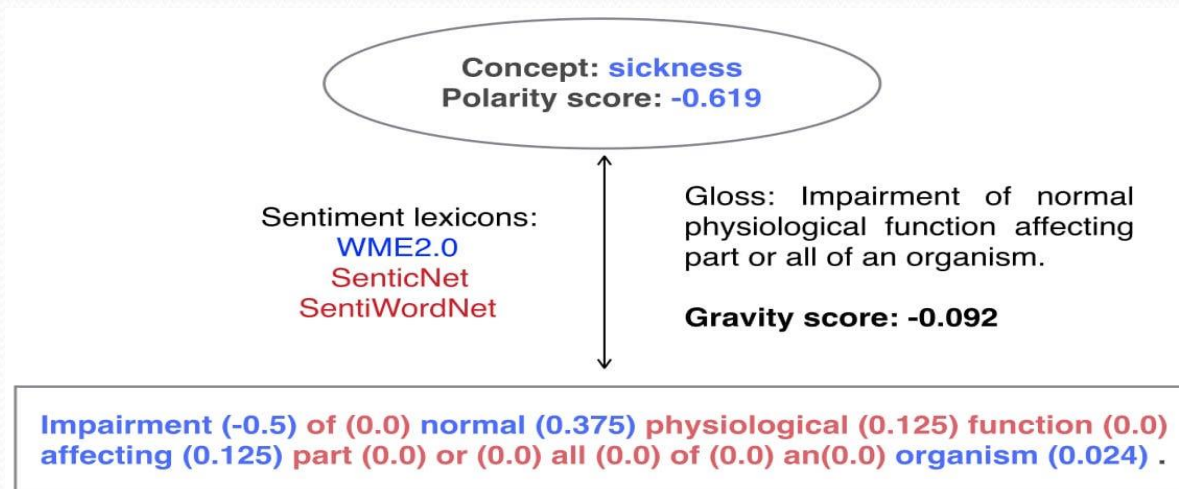 Concept: sickness
Polarity score: -0.619
Sentiment lexicons:
WME2.0
SenticNet
SentiWordNet
Gloss: Impairment of normal
physiological function affecting
part or all of an organism.
Gravity score: -0.092
Impairment (-0.5) of (0.0) normal (0.375) physiological (0.125) function (0.0)
affecting (0.125) part (0.0) or (0.0) all (0.0) of (0.0) an(0.0) organism (0.024) .